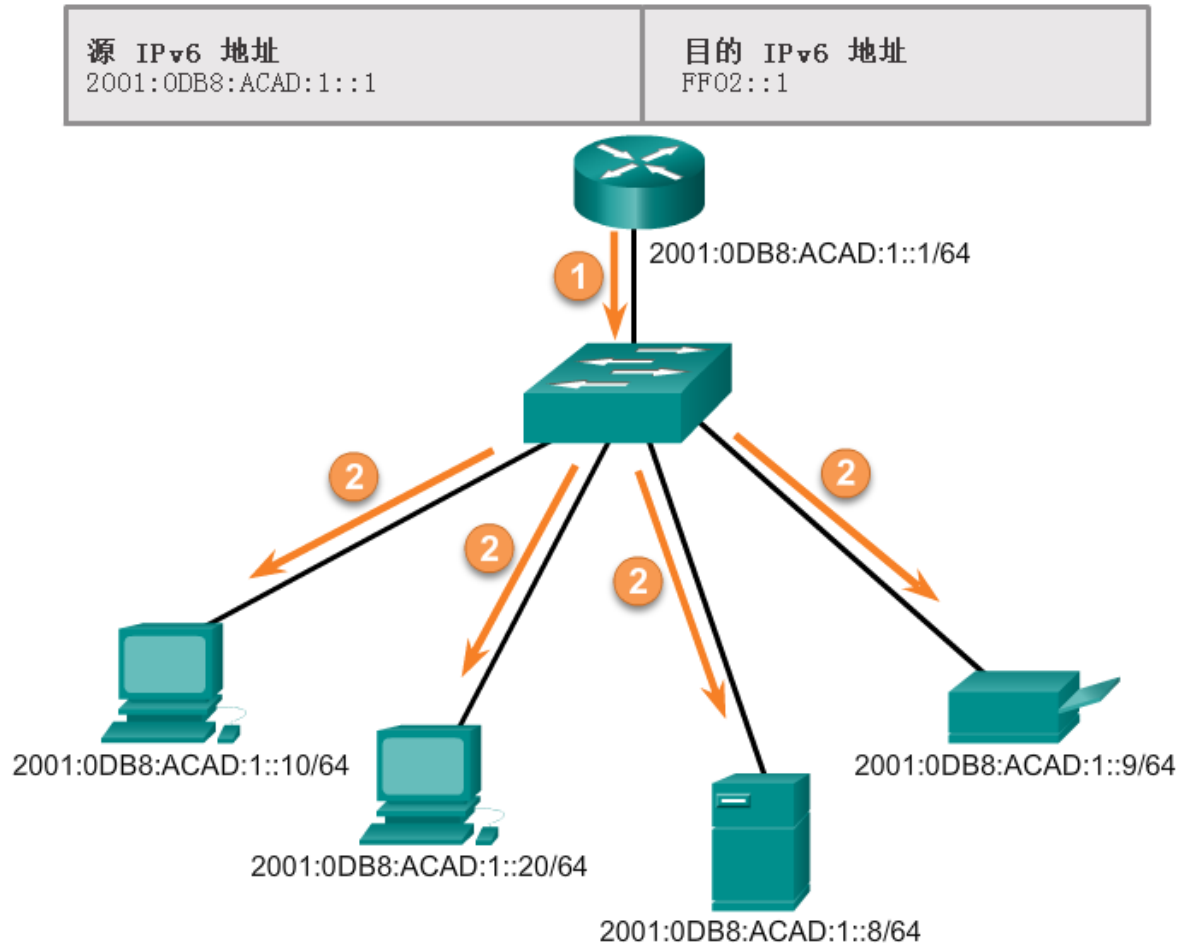 源 IPv6 地址
2001:0DB8:ACAD:1::1
目的 IPv6 地址
FF02::1
2001:0DB8:ACAD:1::1/64
1
2
2
2
2
2001:0DB8:ACAD:1::10/64
2001:0DB8:ACAD:1::9/64
2001:0DB8:ACAD:1::20/64
2001:0DB8:ACAD:1::8/64